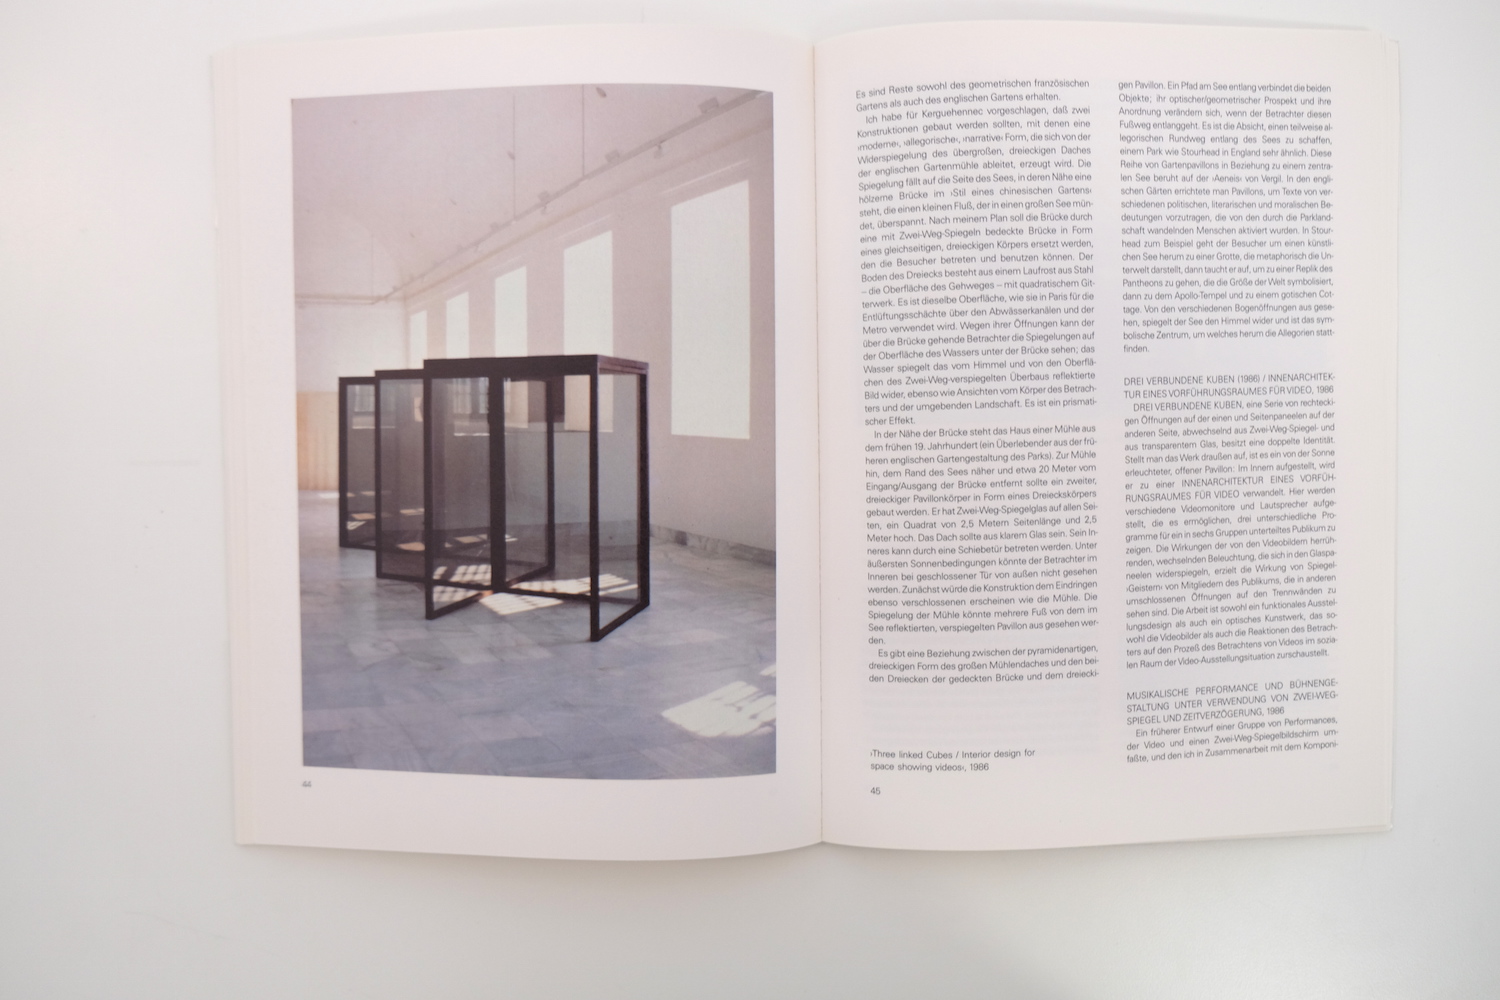 44
Es sind Reste sowohl des geometrischen französischen
Gartens als auch des englischen Gartens erhalten.
Ich habe für Kerguehennec vorgeschlagen, daß zwei
Konstruktionen gebaut werden sollten, mit denen eine
›moderne‹, ›allegorische‹, ›narrative‹ Form, die sich von der
Widerspiegelung des übergroßen, dreieckigen Daches
der englischen Gartenmühle ableitet, erzeugt wird. Die
Spiegelung fällt auf die Seite des Sees, in deren Nähe eine
hölzerne Brücke im ›Stil eines chinesischen Gartens‹
steht, die einen kleinen Fluß, der in einen großen See mün-
det, überspannt. Nach meinem Plan soll die Brücke durch
eine mit Zwei-Weg-Spiegeln bedeckte Brücke in Form
eines gleichseitigen, dreieckigen Körpers ersetzt werden,
den die Besucher betreten und benutzen können. Der
Boden des Dreiecks besteht aus einem Laufrost aus Stahl
– die Oberfläche des Gehweges – mit quadratischem Git-
terwerk. Es ist dieselbe Oberfläche, wie sie in Paris für die
Entlüftungsschächte über den Abwässerkanälen und der
Metro verwendet wird. Wegen ihrer Öffnungen kann der
über die Brücke gehende Betrachter die Spiegelungen auf
der Oberfläche des Wassers unter der Brücke sehen; das
Wasser spiegelt das vom Himmel und von den Oberflä-
chen des Zwei-Weg-verspiegelten Überbaus reflektierte
Bild wider, ebenso wie Ansichten vom Körper des Betrach-
ters und der umgebenden Landschaft. Es ist ein prismati-
scher Effekt.
In der Nähe der Brücke steht das Haus einer Mühle aus
dem frühen 19. Jahrhundert (ein Überlebender aus der frü-
heren englischen Gartengestaltung des Parks). Zur Mühle
hin, dem Rand des Sees näher und etwa 20 Meter vom
Eingang/Ausgang der Brücke entfernt sollte ein zweiter,
dreieckiger Pavillonkörper in Form eines Dreieckskörpers
gebaut werden. Er hat Zwei-Weg-Spiegelglas auf allen Sei-
ten, ein Quadrat von 2,5 Metern Seitenlänge und 2,5
Meter hoch. Das Dach sollte aus klarem Glas sein. Sein In-
neres kann durch eine Schiebetür betreten werden. Unter
äußersten Sonnenbedingungen könnte der Betrachter im
Inneren bei geschlossener Tür von außen nicht gesehen
werden. Zunächst würde die Konstruktion dem Eindringen
ebenso verschlossenen erscheinen wie die Mühle. Die
Spiegelung der Mühle könnte mehrere Fuß von dem im
See reflektierten, verspiegelten Pavillon aus gesehen wer-
den.
Es gibt eine Beziehung zwischen der pyramidenartigen,
dreieckigen Form des großen Mühlendaches und den bei-
den Dreiecken der gedeckten Brücke und dem dreiecki-
›Three linked Cubes / Interior design for
space showing videos‹, 1986
45
gen Pavillon. Ein Pfad am See entlang verbindet die beiden
Objekte; ihr optischer/geometrischer Prospekt und ihre
Anordnung verändern sich, wenn der Betrachter diesen
Fußweg entlanggeht. Es ist die Absicht, einen teilweise al-
legorischen Rundweg entlang des Sees zu schaffen,
einem Park wie Stourhead in England sehr ähnlich. Diese
Reihe von Gartenpavillons in Beziehung zu einem zentra-
len See beruht auf der ›Aeneis‹ von Vergil. In den engli-
schen Gärten errichtete man Pavillons, um Texte von ver-
schiedenen politischen, literarischen und moralischen Be-
deutungen vorzutragen, die von den durch die Parkland-
schaft wandelnden Menschen aktiviert wurden. In Stour-
head zum Beispiel geht der Besucher um einen künstli-
chen See herum zu einer Grotte, die metaphorisch die Un-
terwelt darstellt, dann taucht er auf, um zu einer Replik des
Pantheons zu gehen, die die Größe der Welt symbolisiert,
dann zu dem Apollo-Tempel und zu einem gotischen Cot-
tage. Von den verschiedenen Bogenöffnungen aus gese-
hen, spiegelt der See den Himmel wider und ist das sym-
bolische Zentrum, um welches herum die Allegorien statt-
finden.
DREI VERBUNDENE KUBEN (1986) / INNENARCHITEK-
TUR EINES VORFÜHRUNGSRAUMES FÜR VIDEO, 1986
DREI VERBUNDENE KUBEN, eine Serie von rechtecki-
gen Öffnungen auf der einen und Seitenpaneelen auf der
anderen Seite, abwechselnd aus Zwei-Weg-Spiegel- und
aus transparentem Glas, besitzt eine doppelte Identität.
Stellt man das Werk draußen auf, ist es ein von der Sonne
erleuchteter, offener Pavillon: Im Innern aufgestellt, wird
er zu einer INNENARCHITEKTUR EINES VORFÜH-
RUNGSRAUMES FÜR VIDEO verwandelt. Hier werden
verschiedene Videomonitore und Lautsprecher aufge-
stellt, die es ermöglichen, drei unterschiedliche Pro-
gramme für ein in sechs Gruppen unterteiltes Publikum zu
zeigen. Die Wirkungen der von den Videobildern herrüh-
renden, wechselnden Beleuchtung, die sich in den Glaspa-
neelen widerspiegeln, erzielt die Wirkung von Spiegel-
›Geistern‹ von Mitgliedern des Publikums, die in anderen
umschlossenen Öffnungen auf den Trennwänden zu
sehen sind. Die Arbeit ist sowohl ein funktionales Ausstel-
lungsdesign als auch ein optisches Kunstwerk, das so-
wohl die Videobilder als auch die Reaktionen des Betrach-
ters auf den Prozeß des Betrachtens von Videos im sozia-
len Raum der Video-Ausstellungsituation zurschaustellt.
MUSIKALISCHE PERFORMANCE UND BÜHNENGE-
STALTUNG UNTER VERWENDUNG VON ZWEI-WEG-
SPIEGEL UND ZEITVERZÖGERUNG, 1986
Ein früherer Entwurf einer Gruppe von Performances,
der Video und einen Zwei-Weg-Spiegelbildschirm um-
faßte, und den ich in Zusammenarbeit mit dem Komponi-